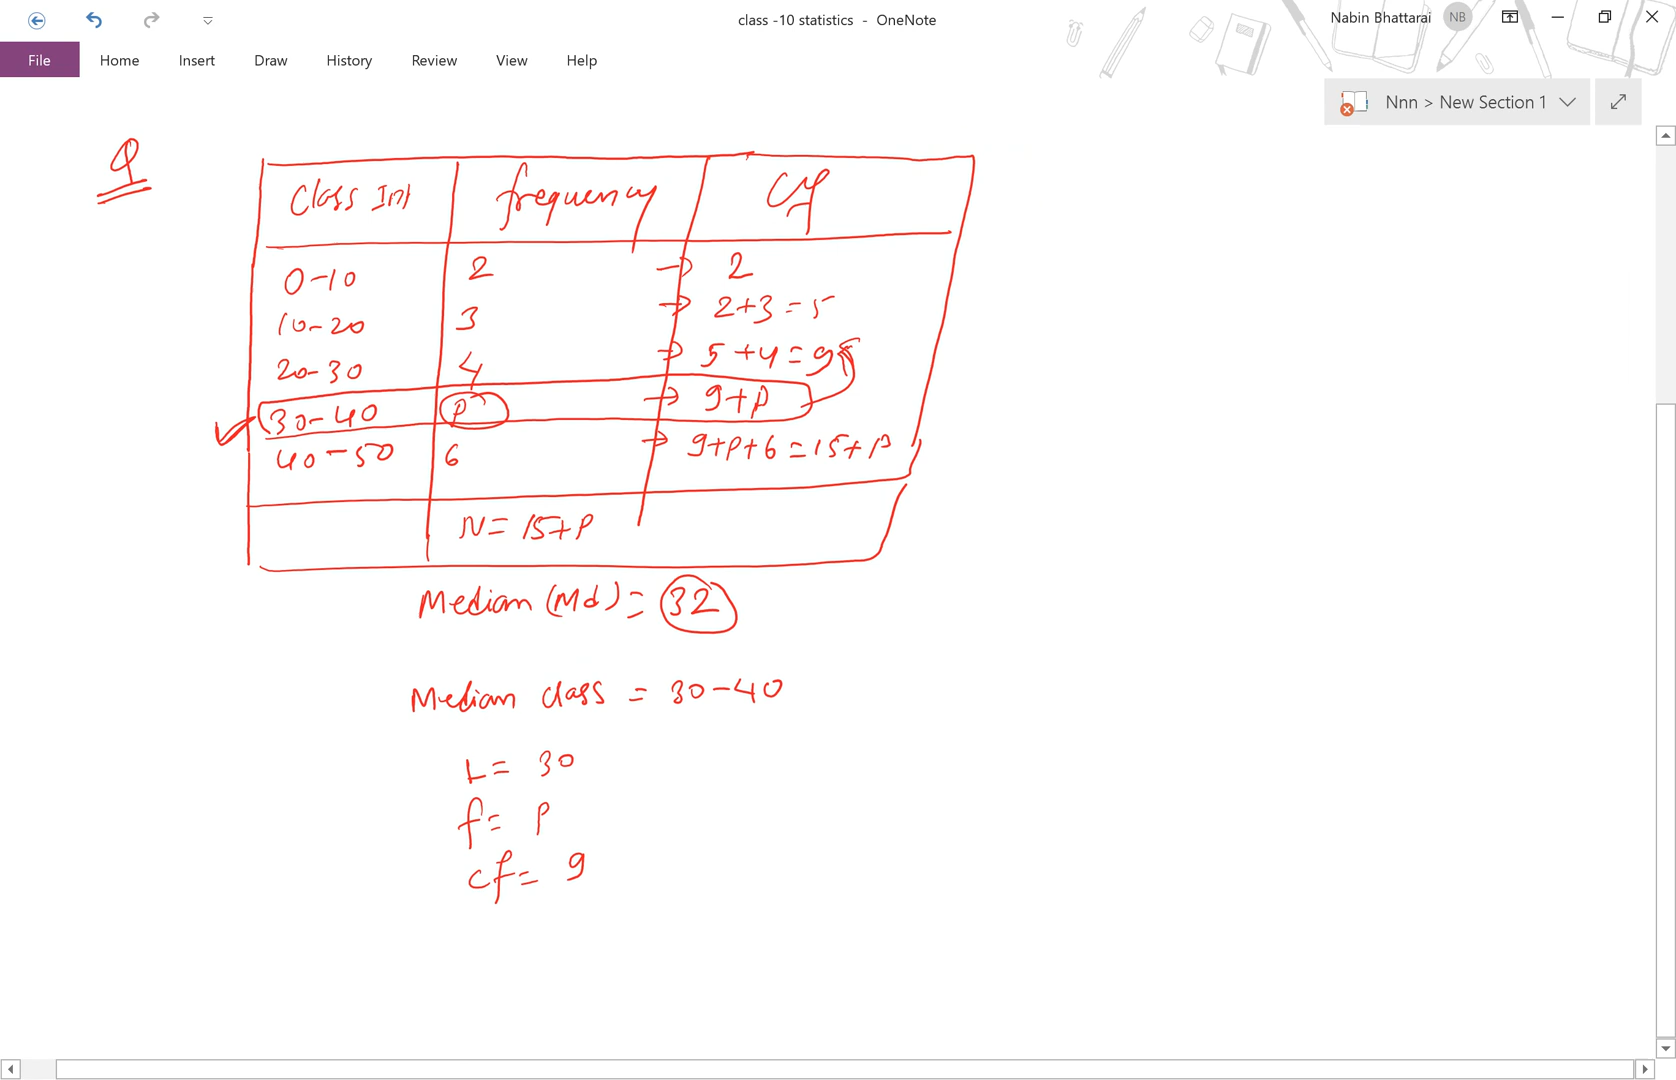 class -10 statistics - OneNote
Nabin Bhattarai NB
File Home Insert Draw History Review View Help
Nnn > New Section 1
Q
Class Int frequency cf
0-10 2 → 2
10-20 3 → 2+3=5
20-30 4 → 5+4=9
30-40 p → 9+p
40-50 6 → 9+p+6=15+p
N= 15+p
Median (Md) = 32
Median class = 30-40
L= 30
f= p
cf= 9